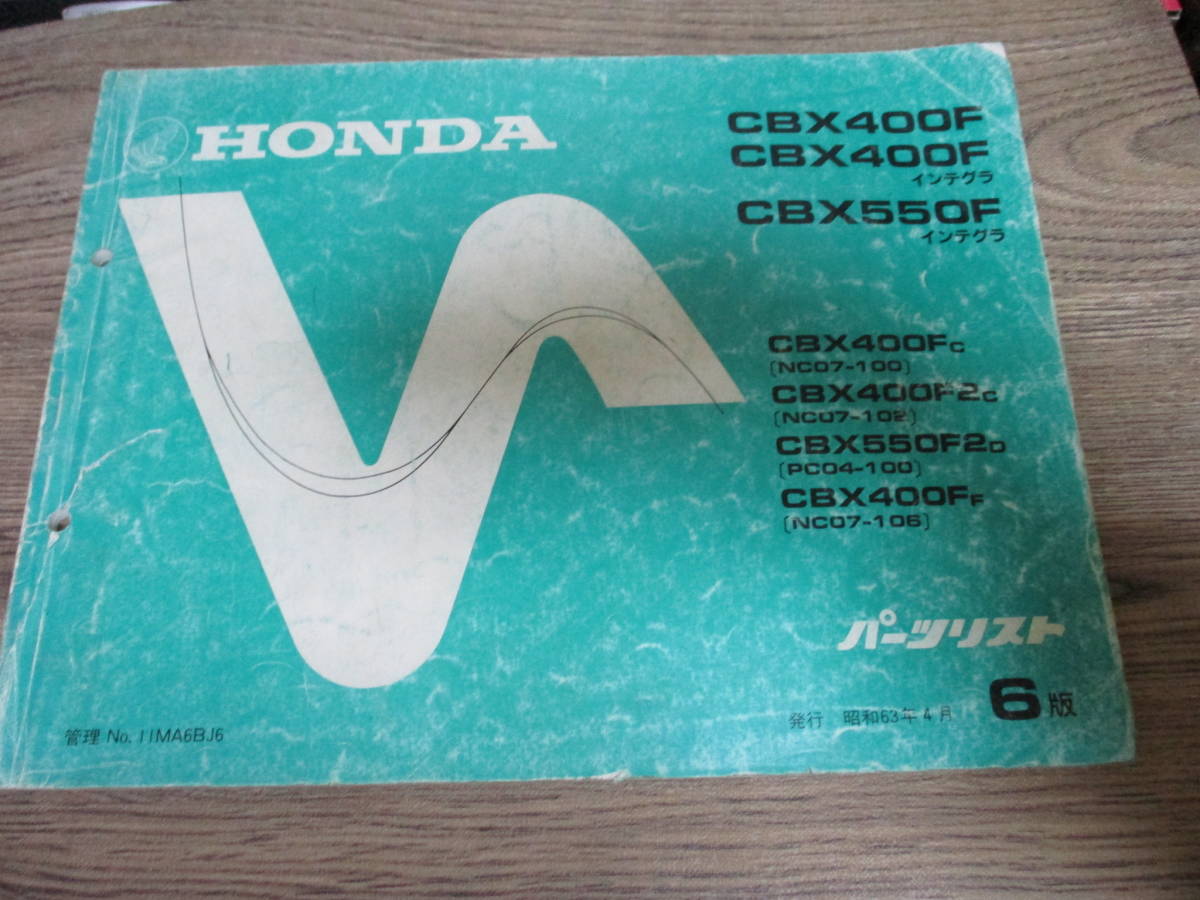 HONDA
CBX400F
CBX400F
インテグラ
CBX550F
インテグラ
CBX400FC
[NC07-100]
CBX400F2C
[NC07-102]
CBX550F2D
[PC04-100]
CBX400FF
[NC07-106]
パーツリスト
管理 No. 11MA6BJ6
発行 昭和63年4月 6版